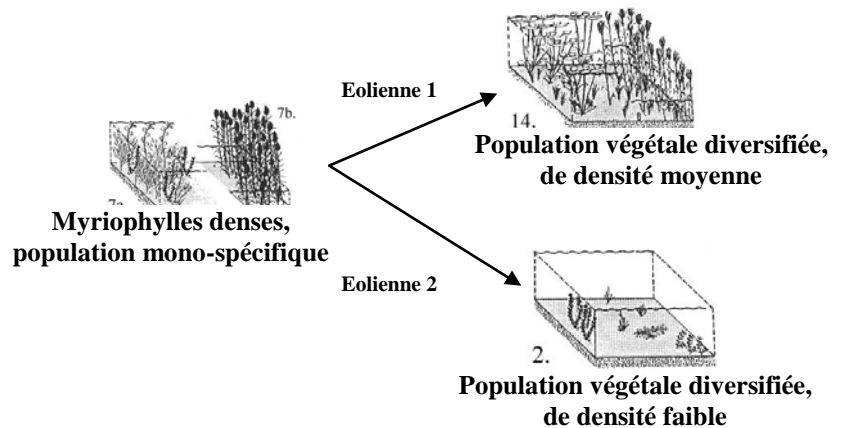 Eolienne 1
7b.
14.
Population végétale diversifiée,
de densité moyenne
7a
Myriophylles denses,
population mono-spécifique
Eolienne 2
2.
Population végétale diversifiée,
de densité faible